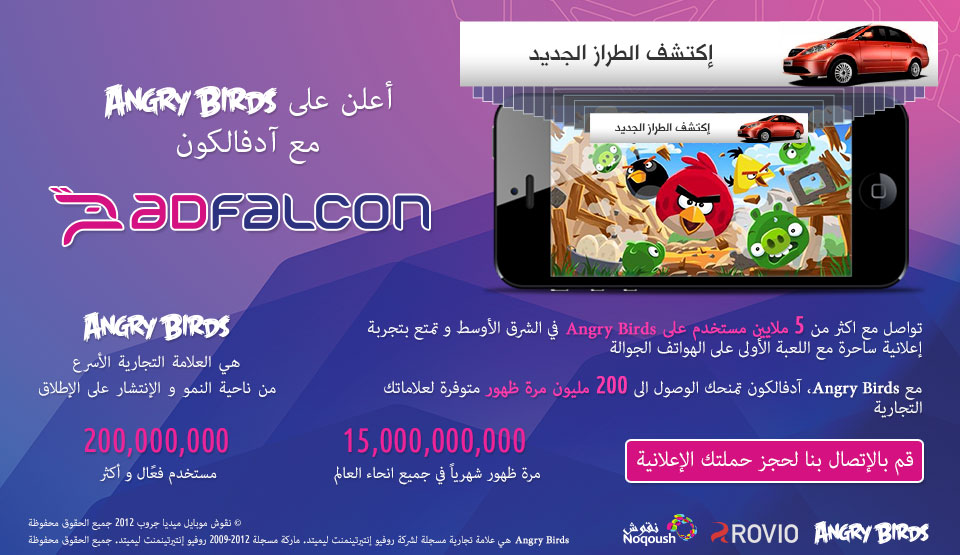 إكتشف الطراز الجديد
إكتشف الطراز الجديد
أعلن على ANGRY BIRDS
مع آدفالكون
ADFALCON
تواصل مع اكثر من 5 ملايين مستخدم على Angry Birds في الشرق الأوسط و تمتع بتجربة
إعلانية ساحرة مع اللعبة الأولى على الهواتف الجوالة
مع Angry Birds، آدفالكون تمنحك الوصول الى 200 مليون مرة ظهور متوفرة لعلاماتك
التجارية
ANGRY BIRDS
هي العلامة التجارية الأسرع
من ناحية النمو و الإنتشار على الإطلاق
15,000,000,000
مرة ظهور شهرياً في جميع انحاء العالم
200,000,000
مستخدم فعّال و أكثر
قم بالإتصال بنا لحجز حملتك الإعلانية
© نقوش موبايل ميديا جروب 2012 جميع الحقوق محفوظة
Angry Birds هي علامة تجارية مسجلة لشركة روفيو إنتيرتينمنت ليميتد. ماركة مسجلة 2012-2009 روفيو إنتيرتينمنت ليميتد. جميع الحقوق محفوظة
نقوش
Noqoush
ROVIO
ANGRY BIRDS